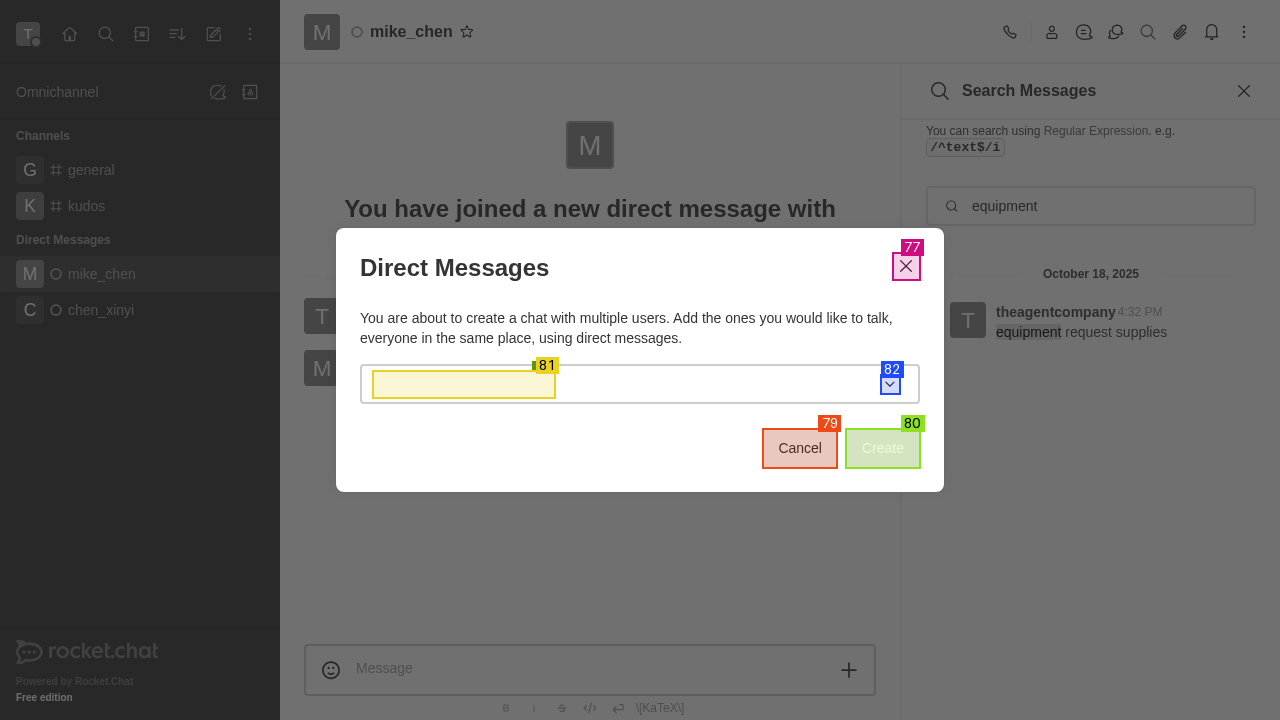 T
Omnichannel
Channels
G general
K kudos
Direct Messages
M mike_chen
C chen_xinyi
rocket.chat
Powered by Rocket.Chat
Free edition
M mike_chen
M
You have joined a new direct message with
T
M
Message
B i S \[KaTeX\]
Search Messages
You can search using Regular Expression. e.g.
/^text$/i
equipment
October 18, 2025
T
theagentcompany 4:32 PM
equipment request supplies
77
Direct Messages
You are about to create a chat with multiple users. Add the ones you would like to talk,
everyone in the same place, using direct messages.
81
82
79
80
Cancel
Create